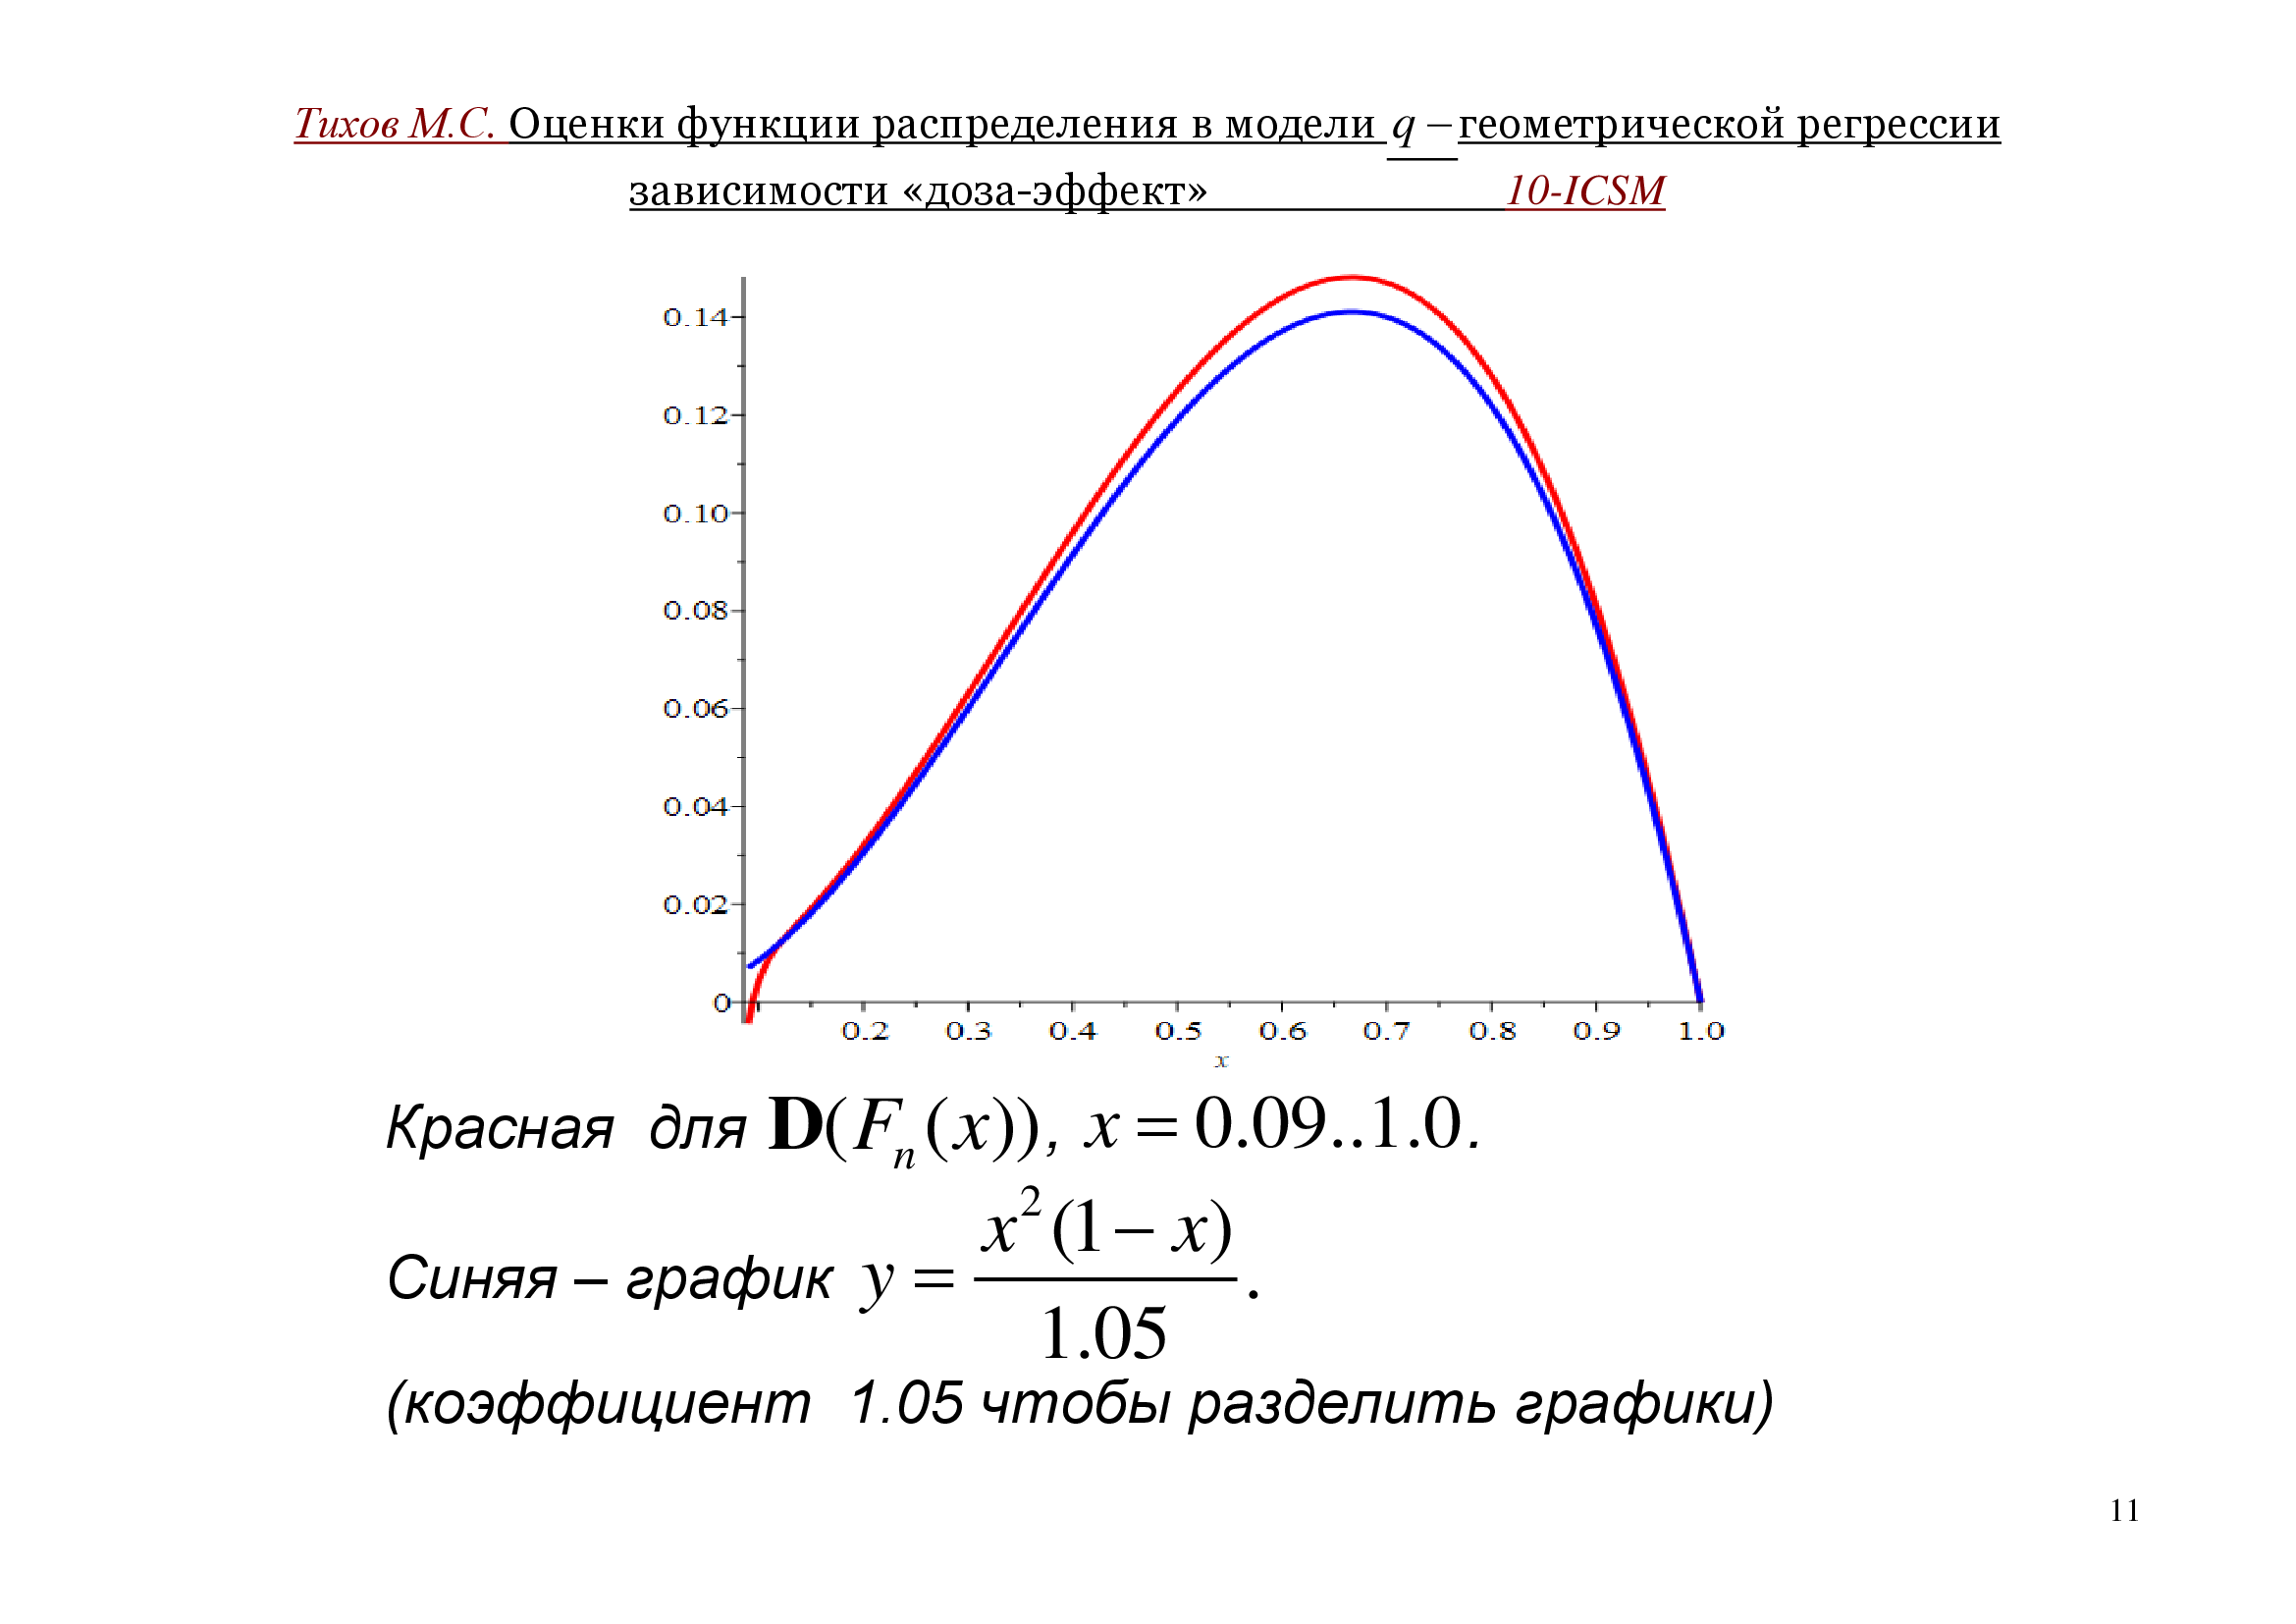 Тихов М.С. Оценки функции распределения в модели q – геометрической регрессии
зависимости «доза-эффект» 10-ICSM
0.14
0.12
0.10
0.08
0.06
0.04
0.02
0
0.2 0.3 0.4 0.5 0.6 0.7 0.8 0.9 1.0
x
Красная для D(Fₙ(x)), x = 0.09..1.0.
Синяя – график y = x²(1 – x) / 1.05.
(коэффициент 1.05 чтобы разделить графики)
11